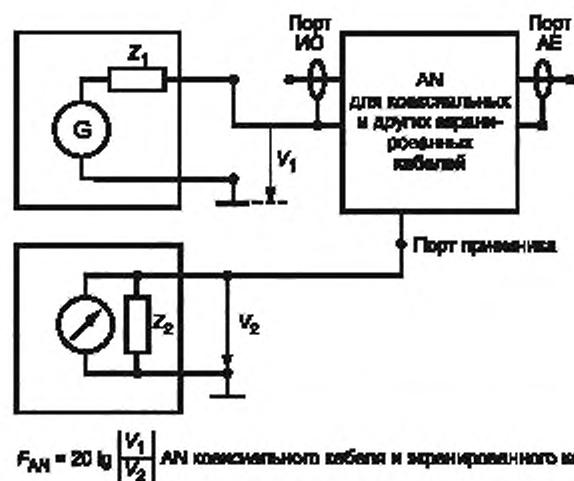 Z1
G
V1
Порт
ИО
Порт
АЕ
AN
для коаксиальных
и других экрани-
рованных
кабелей
Порт приемника
Z2
V2
FAN = 20 lg |V1/V2| AN коаксиального кабеля и экранированного